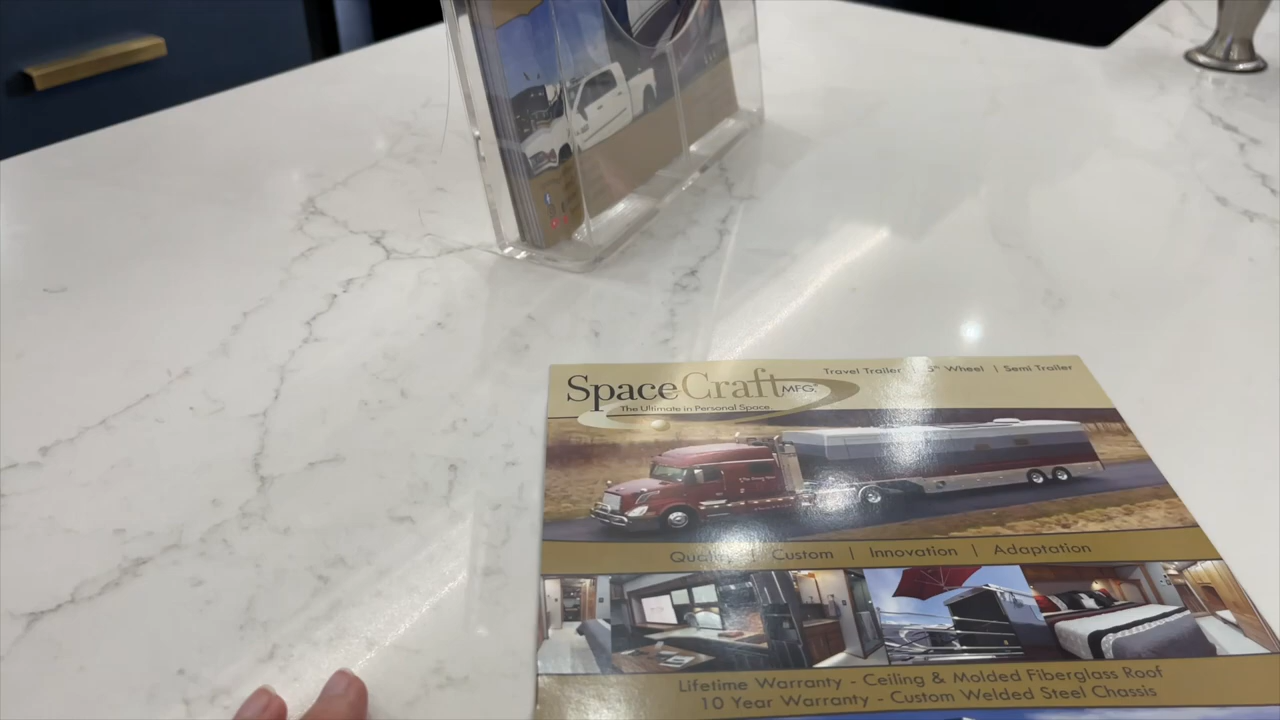 SpaceCraft MFG.
The Ultimate in Personal Space
Travel Trailer | 5th Wheel | Semi Trailer
Quality | Custom | Innovation | Adaptation
Lifetime Warranty - Ceiling & Molded Fiberglass Roof
10 Year Warranty - Custom Welded Steel Chassis